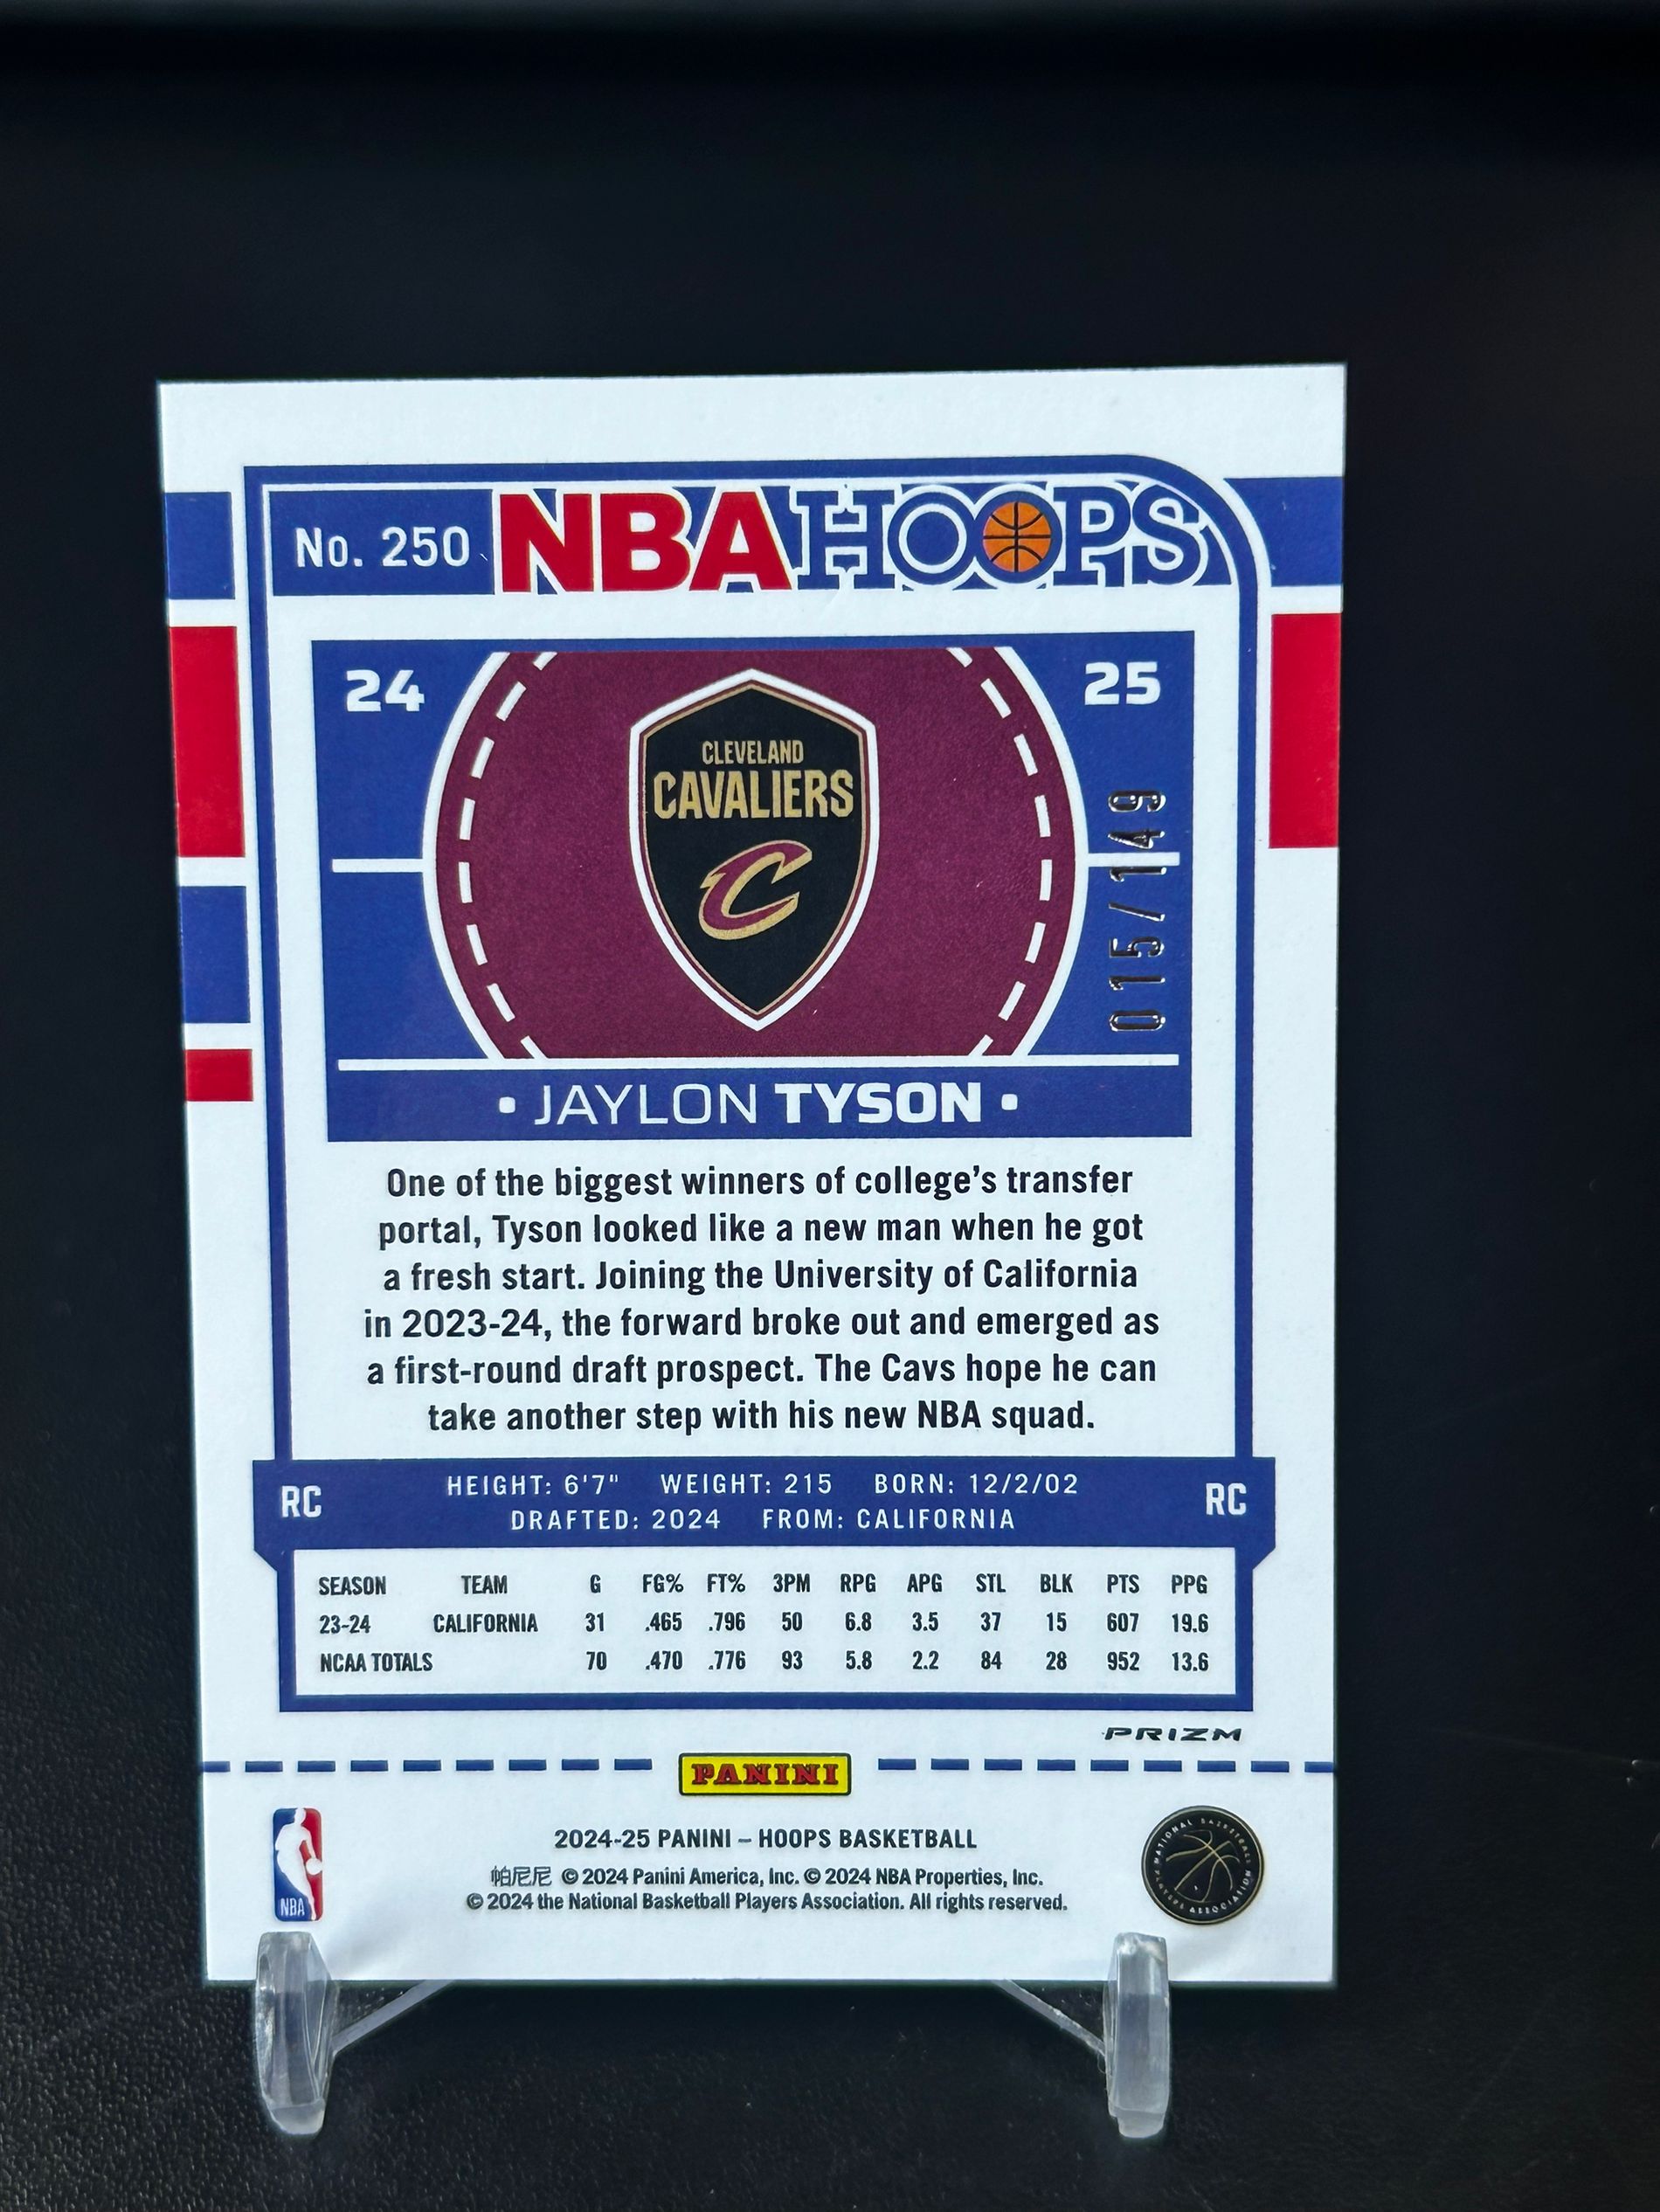 No. 250 NBA HOOPS
24 25
CLEVELAND
CAVALIERS
C
015/149
• JAYLON TYSON •
One of the biggest winners of college's transfer
portal, Tyson looked like a new man when he got
a fresh start. Joining the University of California
in 2023-24, the forward broke out and emerged as
a first-round draft prospect. The Cavs hope he can
take another step with his new NBA squad.
RC HEIGHT: 6'7" WEIGHT: 215 BORN: 12/2/02 RC
DRAFTED: 2024 FROM: CALIFORNIA
SEASON TEAM G FG% FT% 3PM RPG APG STL BLK PTS PPG
23-24 CALIFORNIA 31 .465 .796 50 6.8 3.5 37 15 607 19.6
NCAA TOTALS 70 .470 .776 93 5.8 2.2 84 28 952 13.6
PRIZM
PANINI
2024-25 PANINI – HOOPS BASKETBALL
帕尼尼 © 2024 Panini America, Inc. © 2024 NBA Properties, Inc.
© 2024 the National Basketball Players Association. All rights reserved.
NBA
NATIONAL BASKETBALL PLAYERS ASSOCIATION